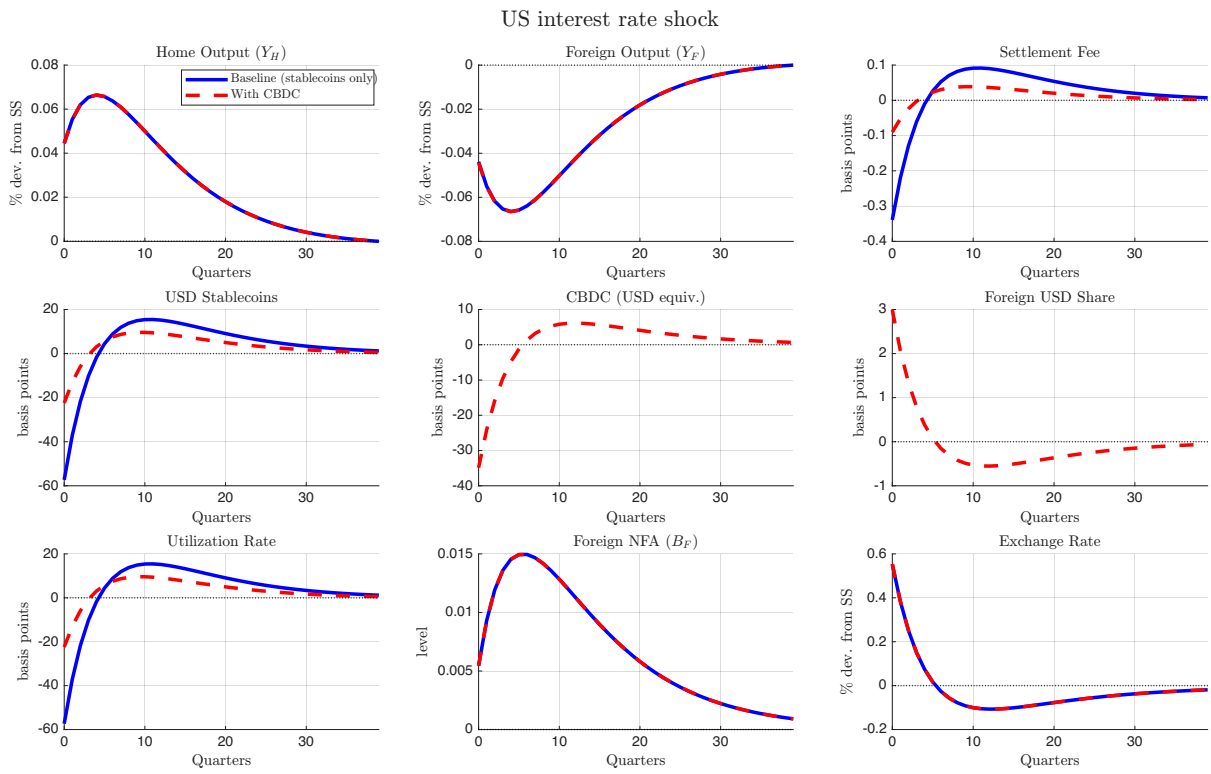 US interest rate shock
Home Output (Y_H)
% dev. from SS
0.08
0.06
0.04
0.02
0
0 10 20 30
Quarters
Baseline (stablecoins only)
With CBDC
Foreign Output (Y_F)
% dev. from SS
0
-0.02
-0.04
-0.06
-0.08
0 10 20 30
Quarters
Settlement Fee
basis points
0.1
0
-0.1
-0.2
-0.3
-0.4
0 10 20 30
Quarters
USD Stablecoins
basis points
20
0
-20
-40
-60
0 10 20 30
Quarters
CBDC (USD equiv.)
basis points
10
0
-10
-20
-30
-40
0 10 20 30
Quarters
Foreign USD Share
basis points
3
2
1
0
-1
0 10 20 30
Quarters
Utilization Rate
basis points
20
0
-20
-40
-60
0 10 20 30
Quarters
Foreign NFA (B_F)
level
0.015
0.01
0.005
0
0 10 20 30
Quarters
Exchange Rate
% dev. from SS
0.6
0.4
0.2
0
-0.2
0 10 20 30
Quarters